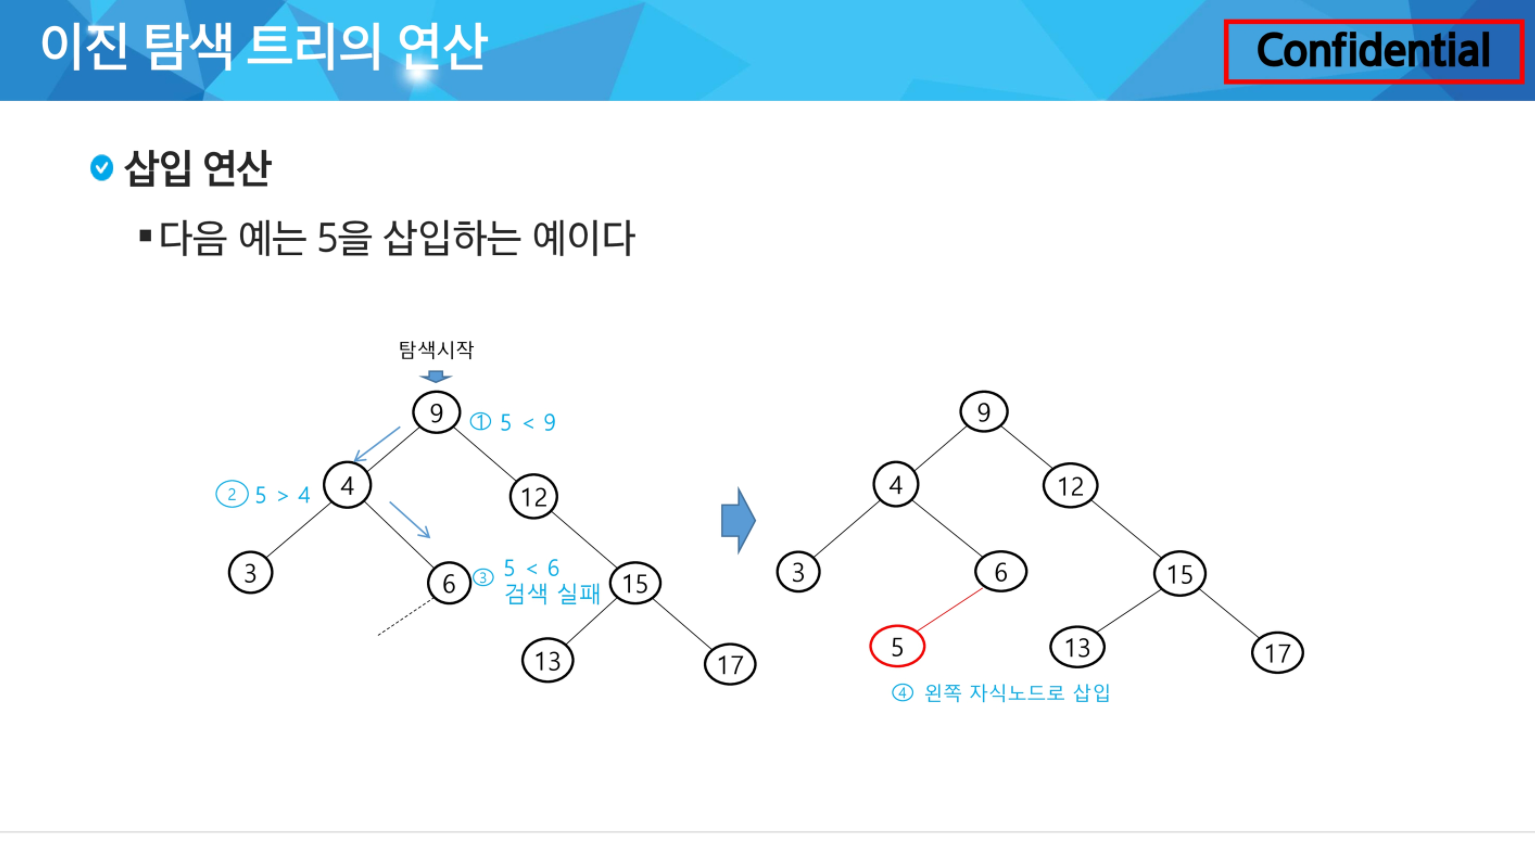 이진 탐색 트리의 연산
Confidential
삽입 연산
▪다음 예는 5을 삽입하는 예이다
탐색시작
9
① 5 < 9
② 5 > 4
4
12
3
6
③ 5 < 6
검색 실패
15
13
17
9
4
12
3
6
15
5
13
17
④ 왼쪽 자식노드로 삽입